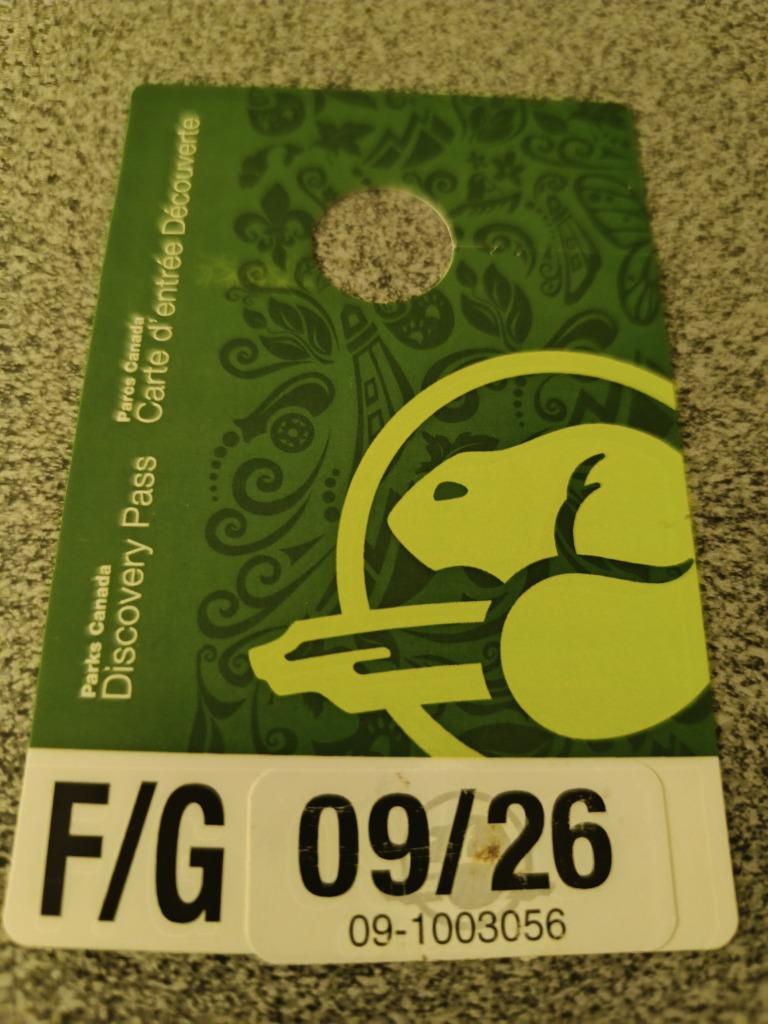 Parks Canada
Discovery Pass
Parcs Canada
Carte d'entrée Découverte
F/G
09/26
09-1003056